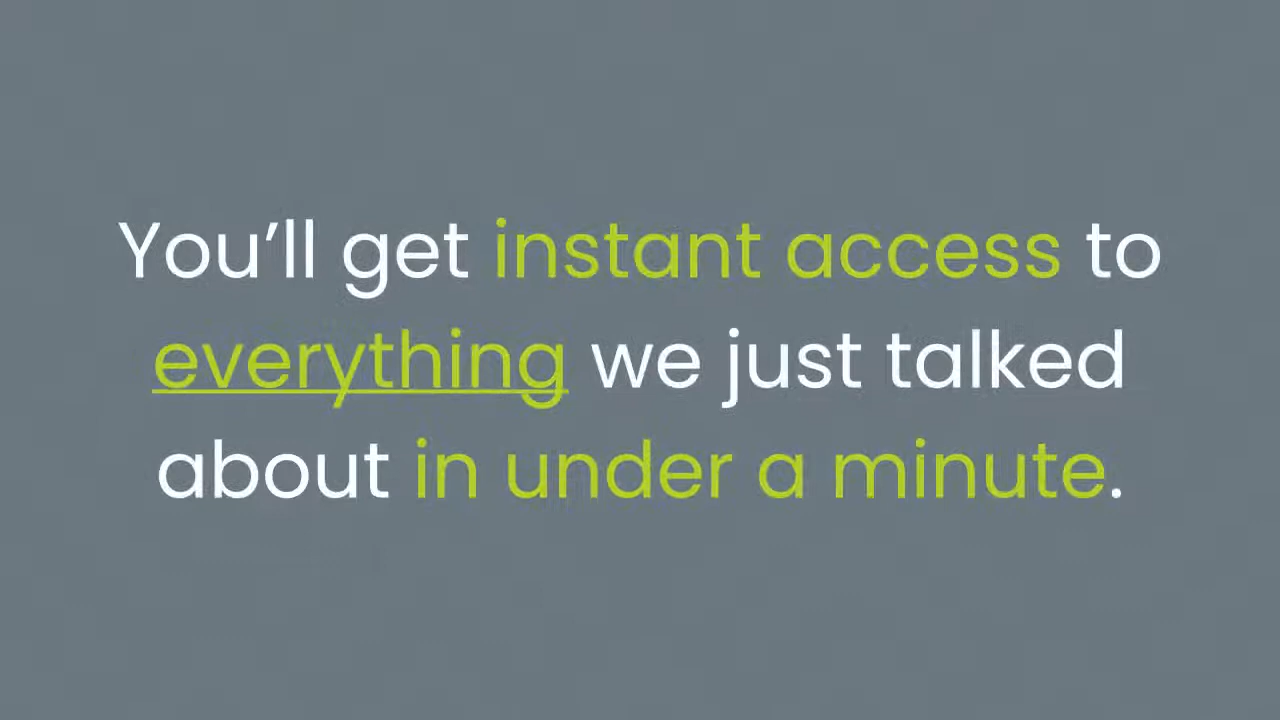 You’ll get instant access to
everything we just talked
about in under a minute.